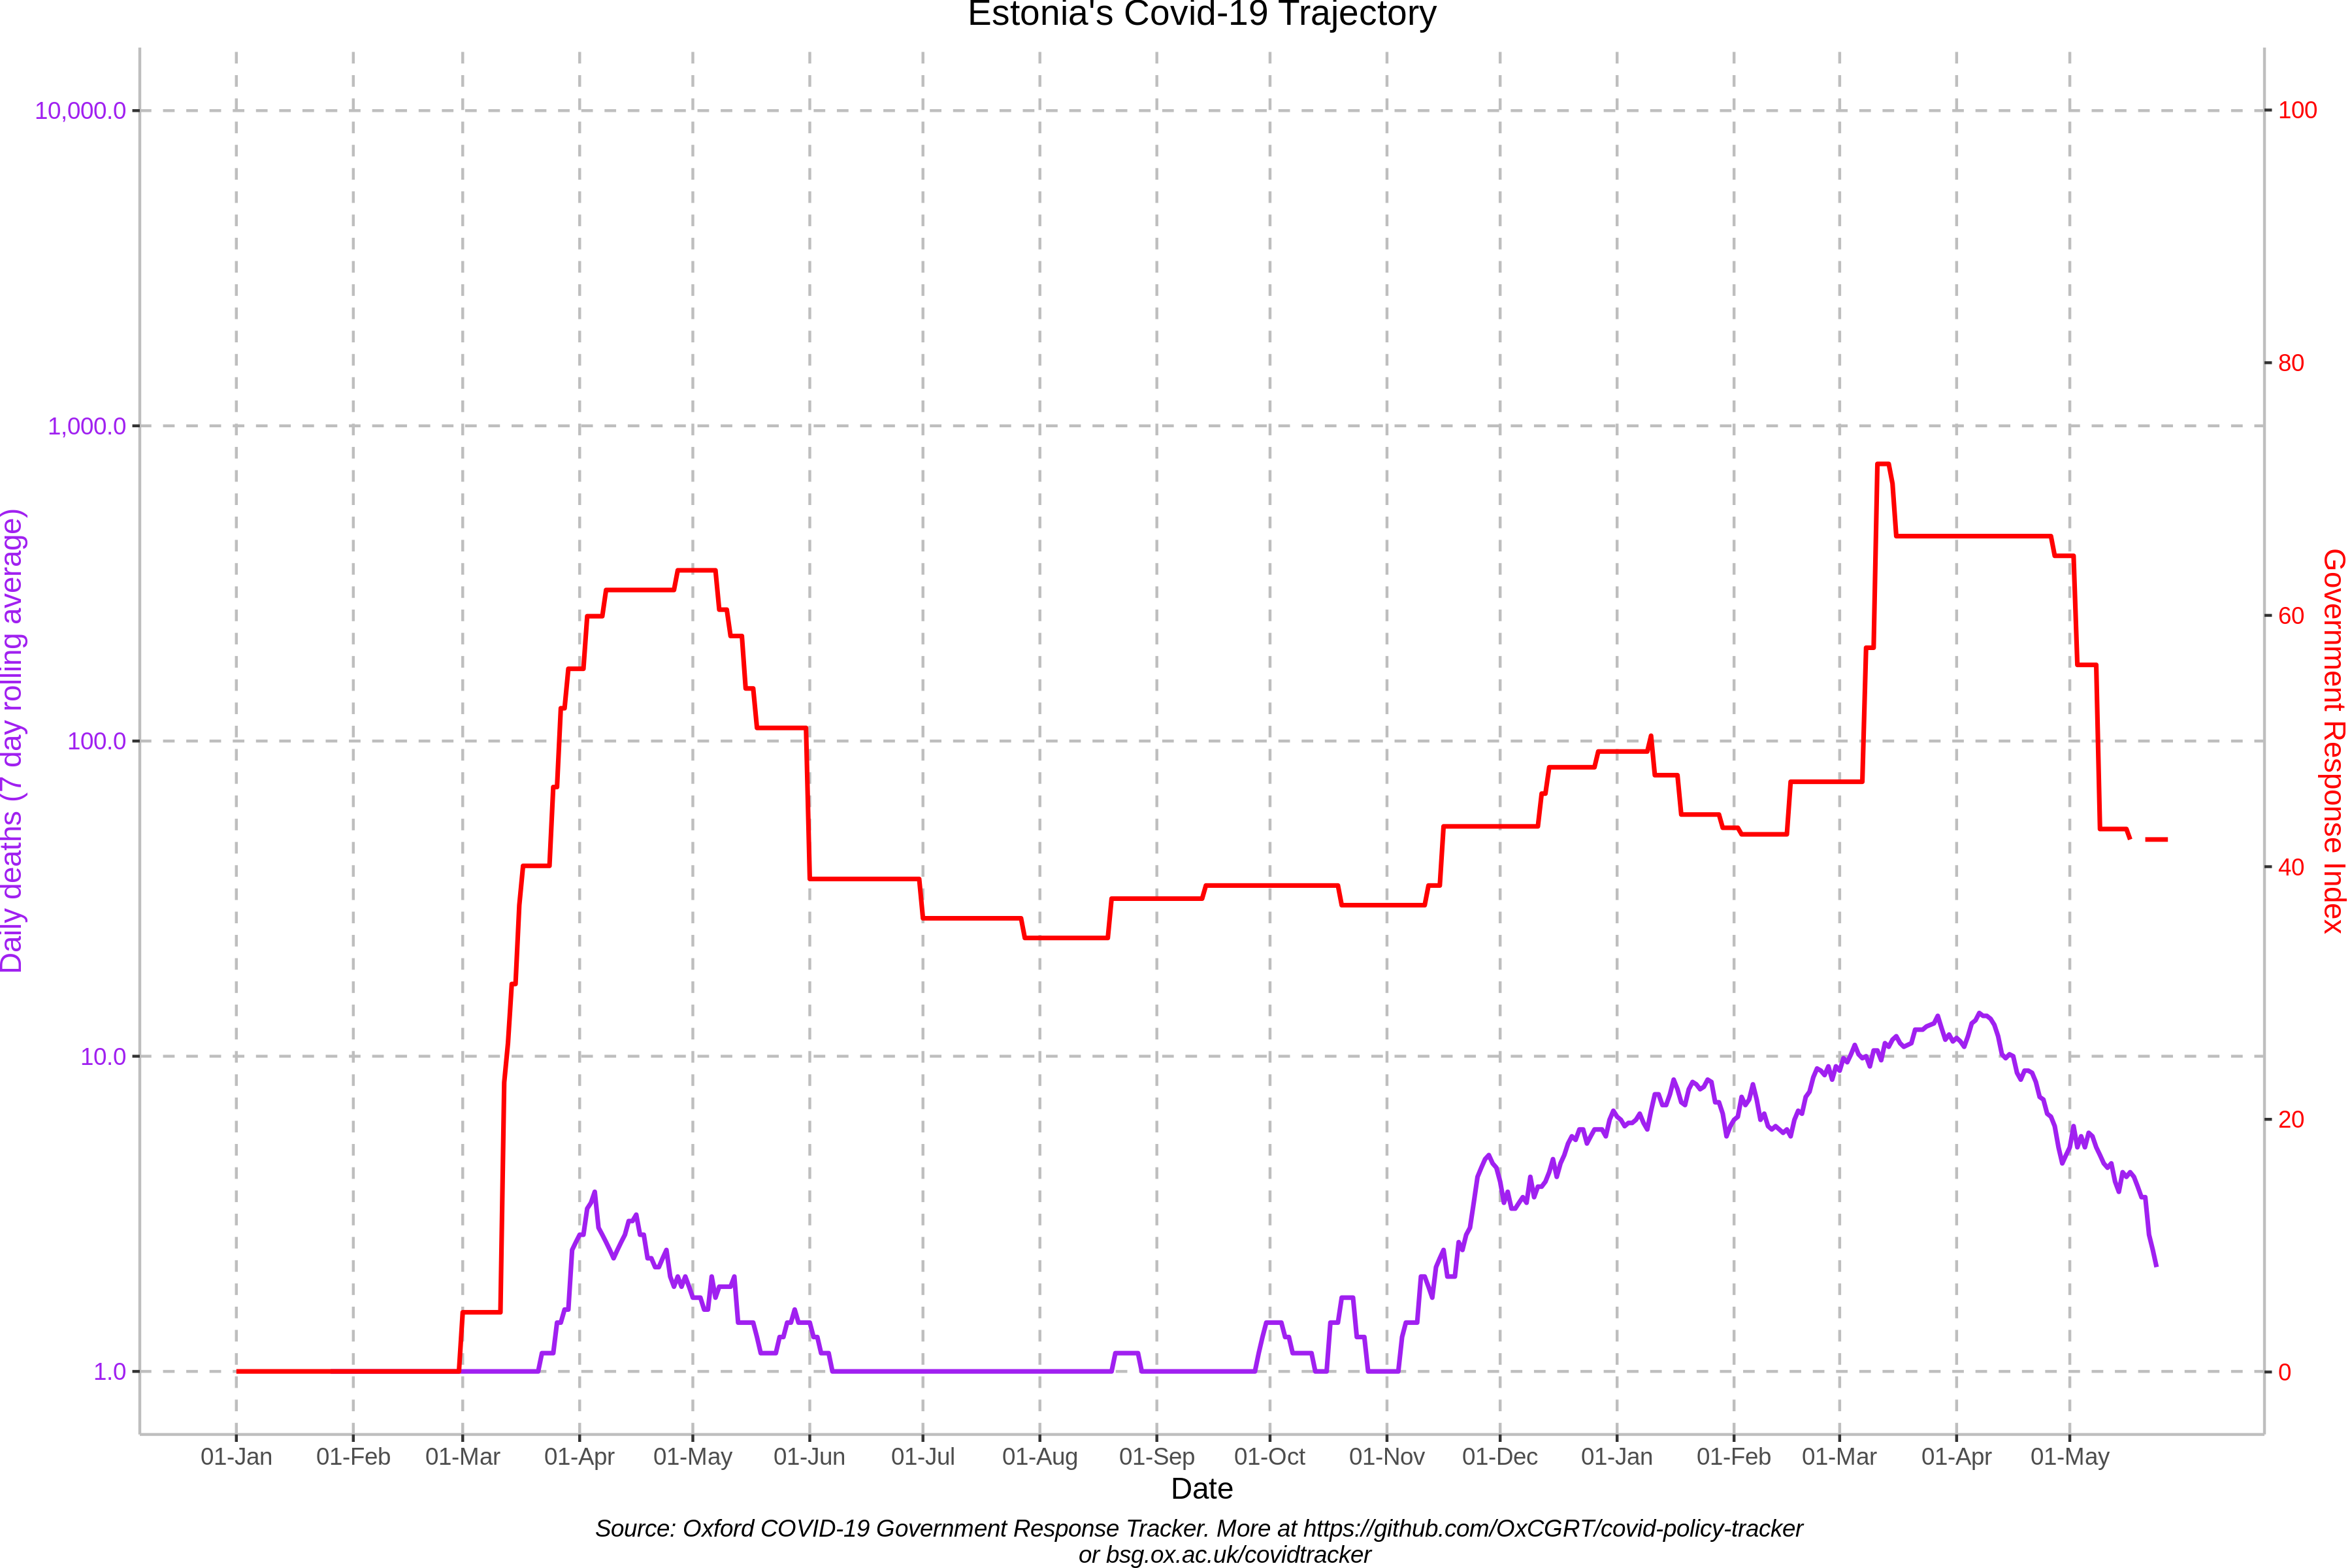 Estonia's Covid-19 Trajectory
10,000.0
1,000.0
100.0
10.0
1.0
Daily deaths (7 day rolling average)
100
80
60
40
20
0
Government Response Index
01-Jan 01-Feb 01-Mar 01-Apr 01-May 01-Jun 01-Jul 01-Aug 01-Sep 01-Oct 01-Nov 01-Dec 01-Jan 01-Feb 01-Mar 01-Apr 01-May
Date
Source: Oxford COVID-19 Government Response Tracker. More at https://github.com/OxCGRT/covid-policy-tracker
or bsg.ox.ac.uk/covidtracker